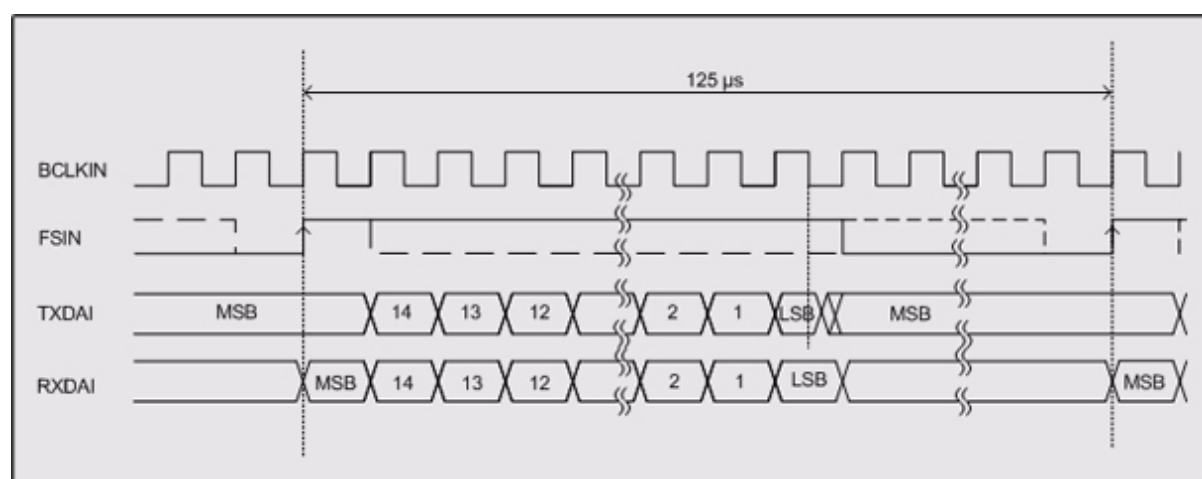 125 µs
BCLKIN
FSIN
TXDAI MSB 14 13 12 2 1 LSB MSB
RXDAI MSB 14 13 12 2 1 LSB MSB